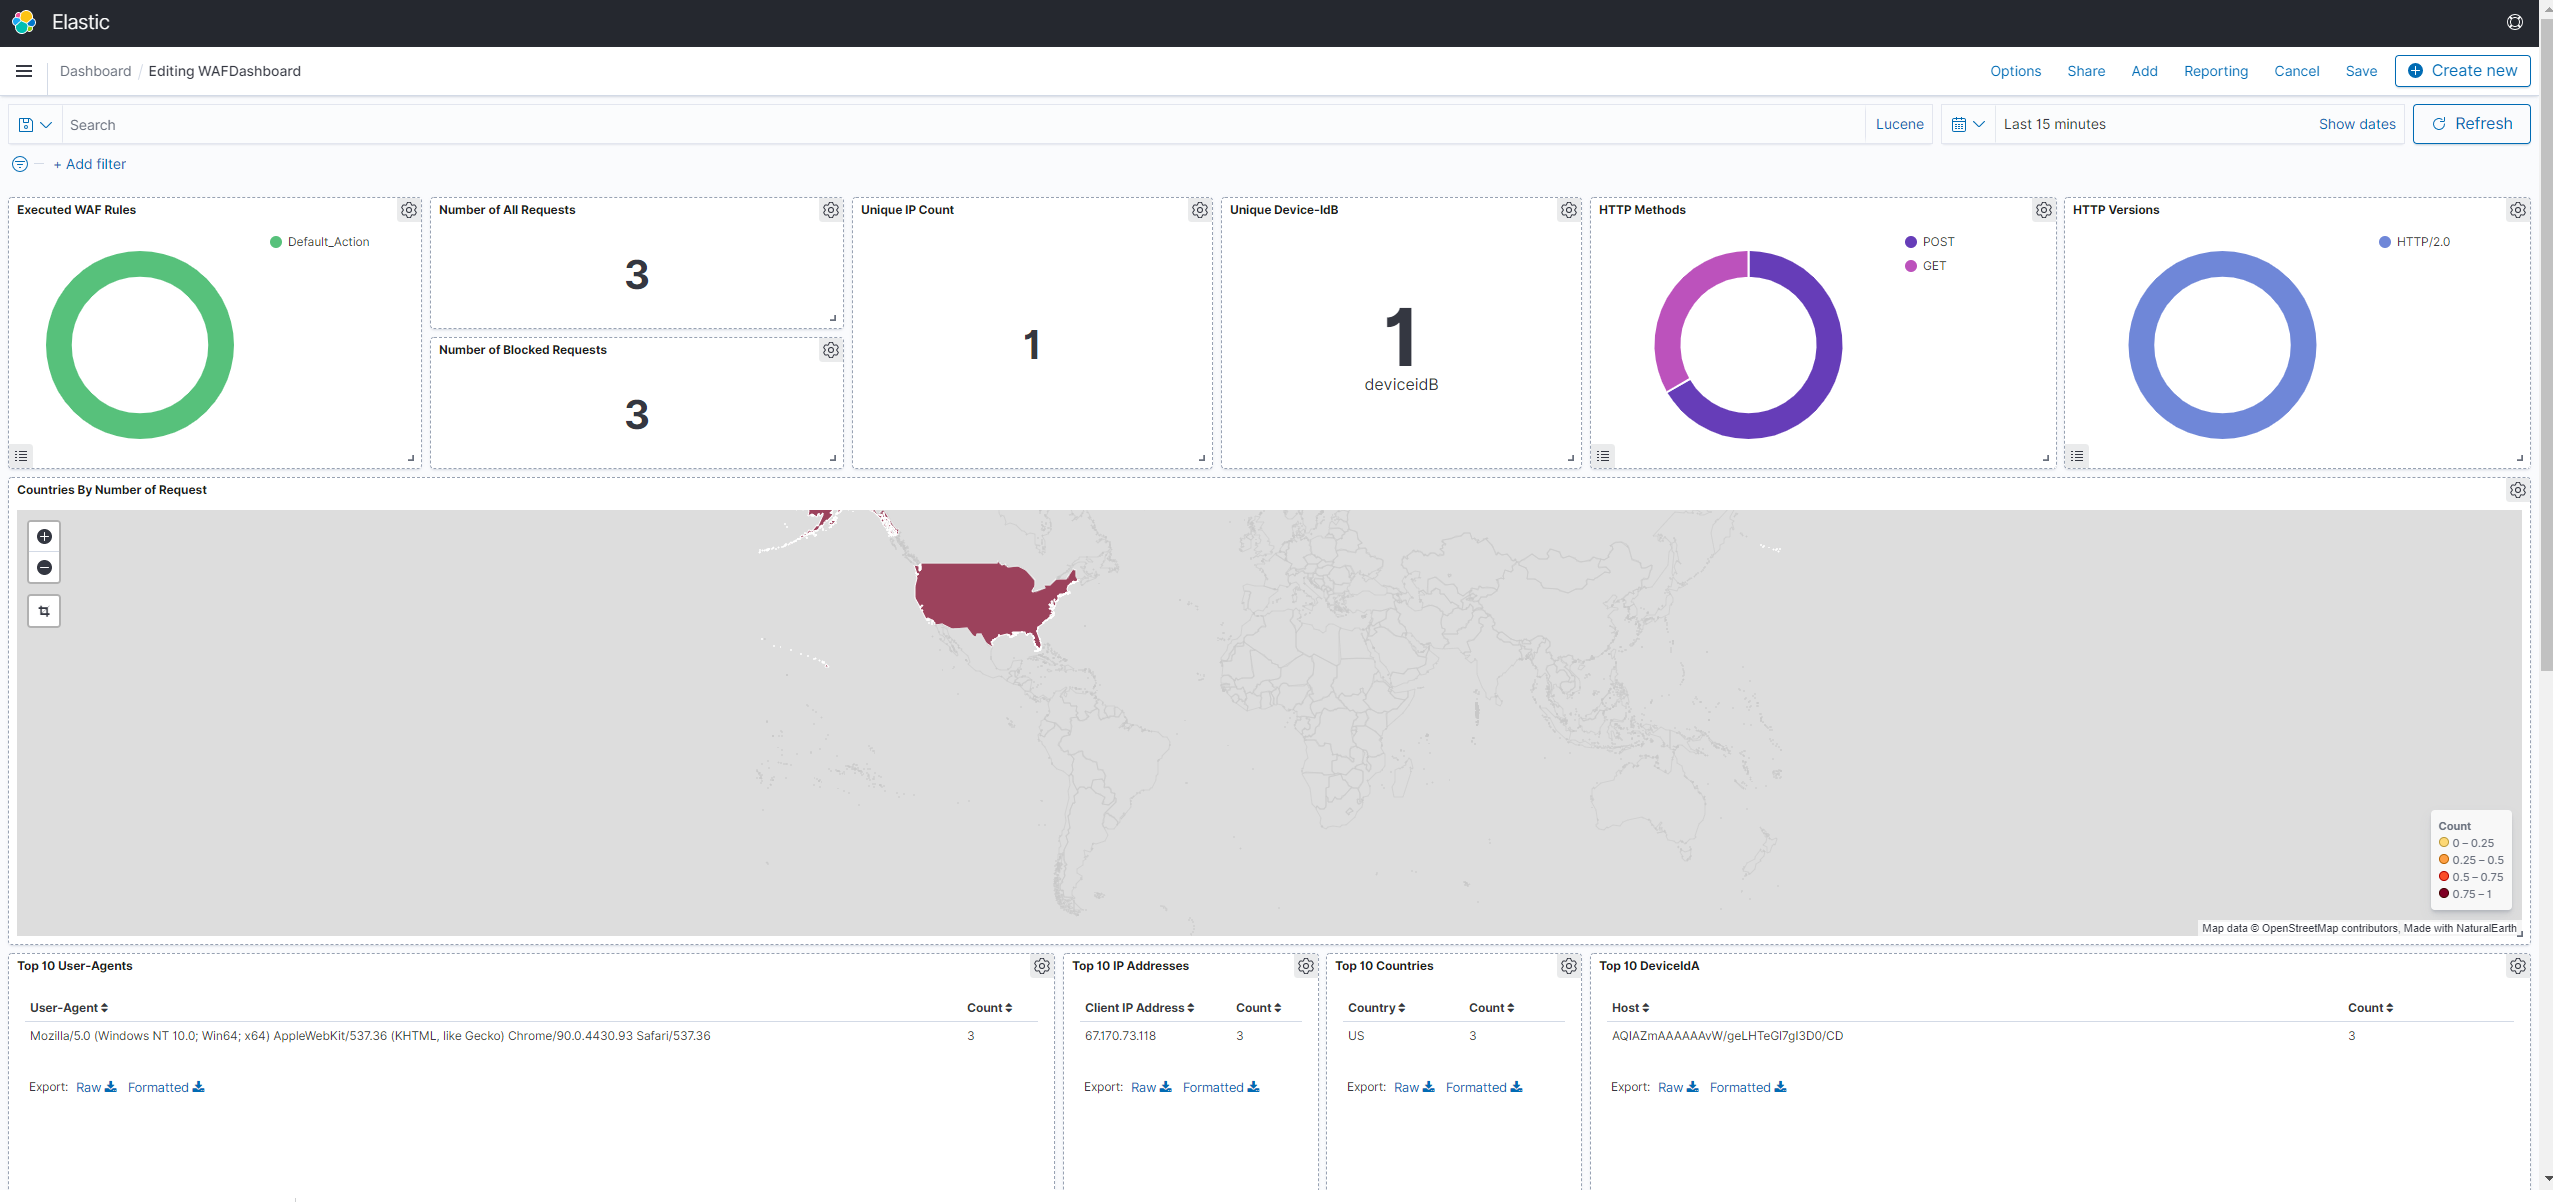 Elastic
Dashboard / Editing WAFDashboard
Options Share Add Reporting Cancel Save Create new
Search Lucene Last 15 minutes Show dates Refresh
+ Add filter
Executed WAF Rules
Default_Action
Number of All Requests
3
Number of Blocked Requests
3
Unique IP Count
1
Unique Device-IdB
1
deviceidB
HTTP Methods
POST
GET
HTTP Versions
HTTP/2.0
Countries By Number of Request
Count
0 – 0.25
0.25 – 0.5
0.5 – 0.75
0.75 – 1
Map data © OpenStreetMap contributors, Made with NaturalEarth
Top 10 User-Agents
User-Agent Count
Mozilla/5.0 (Windows NT 10.0; Win64; x64) AppleWebKit/537.36 (KHTML, like Gecko) Chrome/90.0.4430.93 Safari/537.36 3
Export: Raw Formatted
Top 10 IP Addresses
Client IP Address Count
67.170.73.118 3
Export: Raw Formatted
Top 10 Countries
Country Count
US 3
Export: Raw Formatted
Top 10 DeviceIdA
Host Count
AQIAZmAAAAAAvW/geLHTeGl7gI3D0/CD 3
Export: Raw Formatted